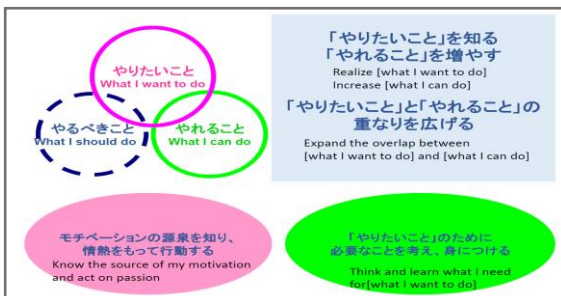 やりたいこと
What I want to do
やるべきこと
What I should do
やれること
What I can do
「やりたいこと」を知る
「やれること」を増やす
Realize [what I want to do]
Increase [what I can do]
「やりたいこと」と「やれること」の
重なりを広げる
Expand the overlap between
[what I want to do] and [what I can do]
モチベーションの源泉を知り、
情熱をもって行動する
Know the source of my motivation
and act on passion
「やりたいこと」のために
必要なことを考え、身につける
Think and learn what I need
for[what I want to do]